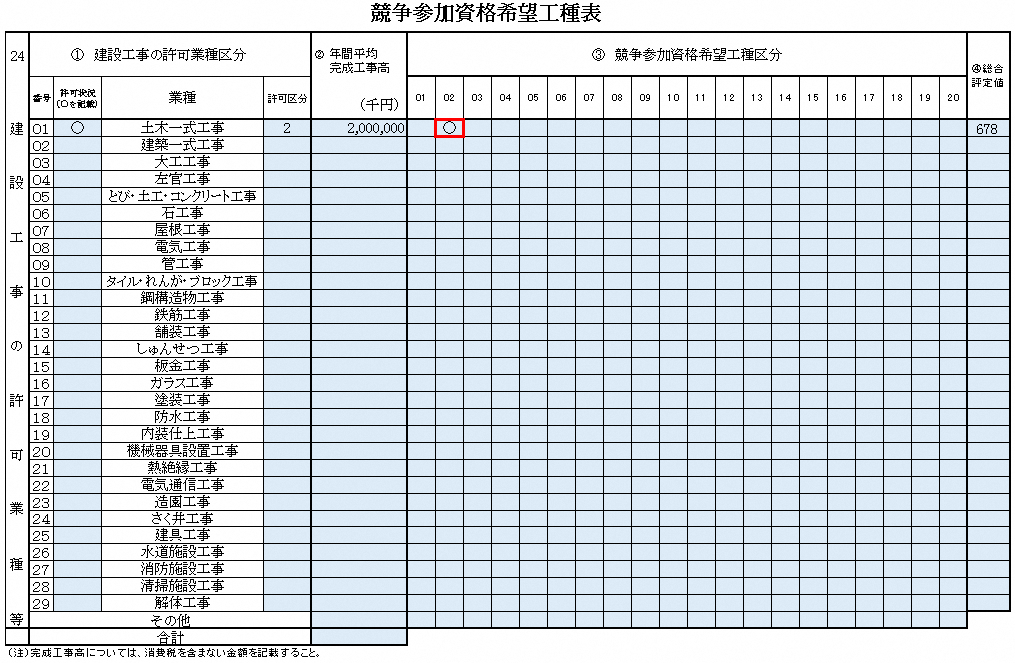 競争参加資格希望工種表
24
建設工事の許可業種等
① 建設工事の許可業種区分
② 年間平均
完成工事高
(千円)
③ 競争参加資格希望工種区分
④総合
評定値
番号 許可状況
(〇を記載) 業種 許可区分 01 02 03 04 05 06 07 08 09 10 11 12 13 14 15 16 17 18 19 20
01 〇 土木一式工事 2 2,000,000 〇 678
02 建築一式工事
03 大工工事
04 左官工事
05 とび・土工・コンクリート工事
06 石工事
07 屋根工事
08 電気工事
09 管工事
10 タイル・れんが・ブロック工事
11 鋼構造物工事
12 鉄筋工事
13 舗装工事
14 しゅんせつ工事
15 板金工事
16 ガラス工事
17 塗装工事
18 防水工事
19 内装仕上工事
20 機械器具設置工事
21 熱絶縁工事
22 電気通信工事
23 造園工事
24 さく井工事
25 建具工事
26 水道施設工事
27 消防施設工事
28 清掃施設工事
29 解体工事
その他
合計
(注)完成工事高については、消費税を含まない金額を記載すること。